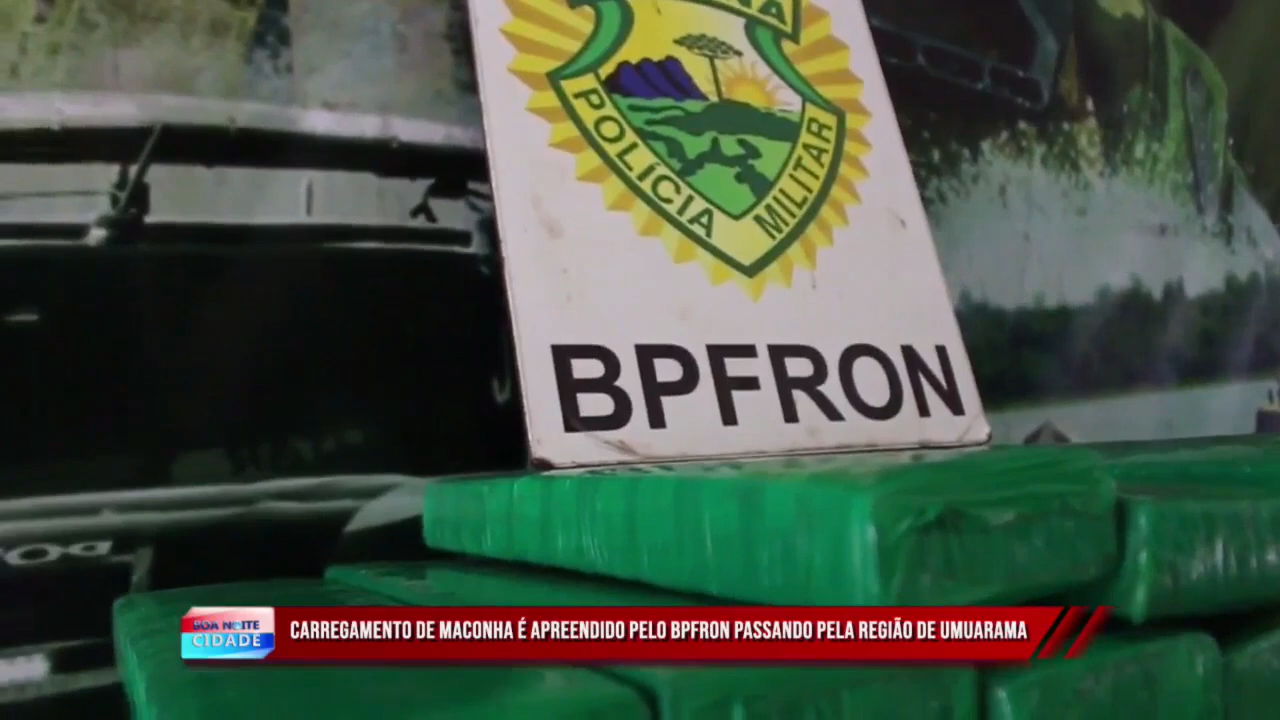 POLÍCIA MILITAR
BPFRON
BOA NOITE
CIDADE
CARREGAMENTO DE MACONHA É APREENDIDO PELO BPFRON PASSANDO PELA REGIÃO DE UMUARAMA